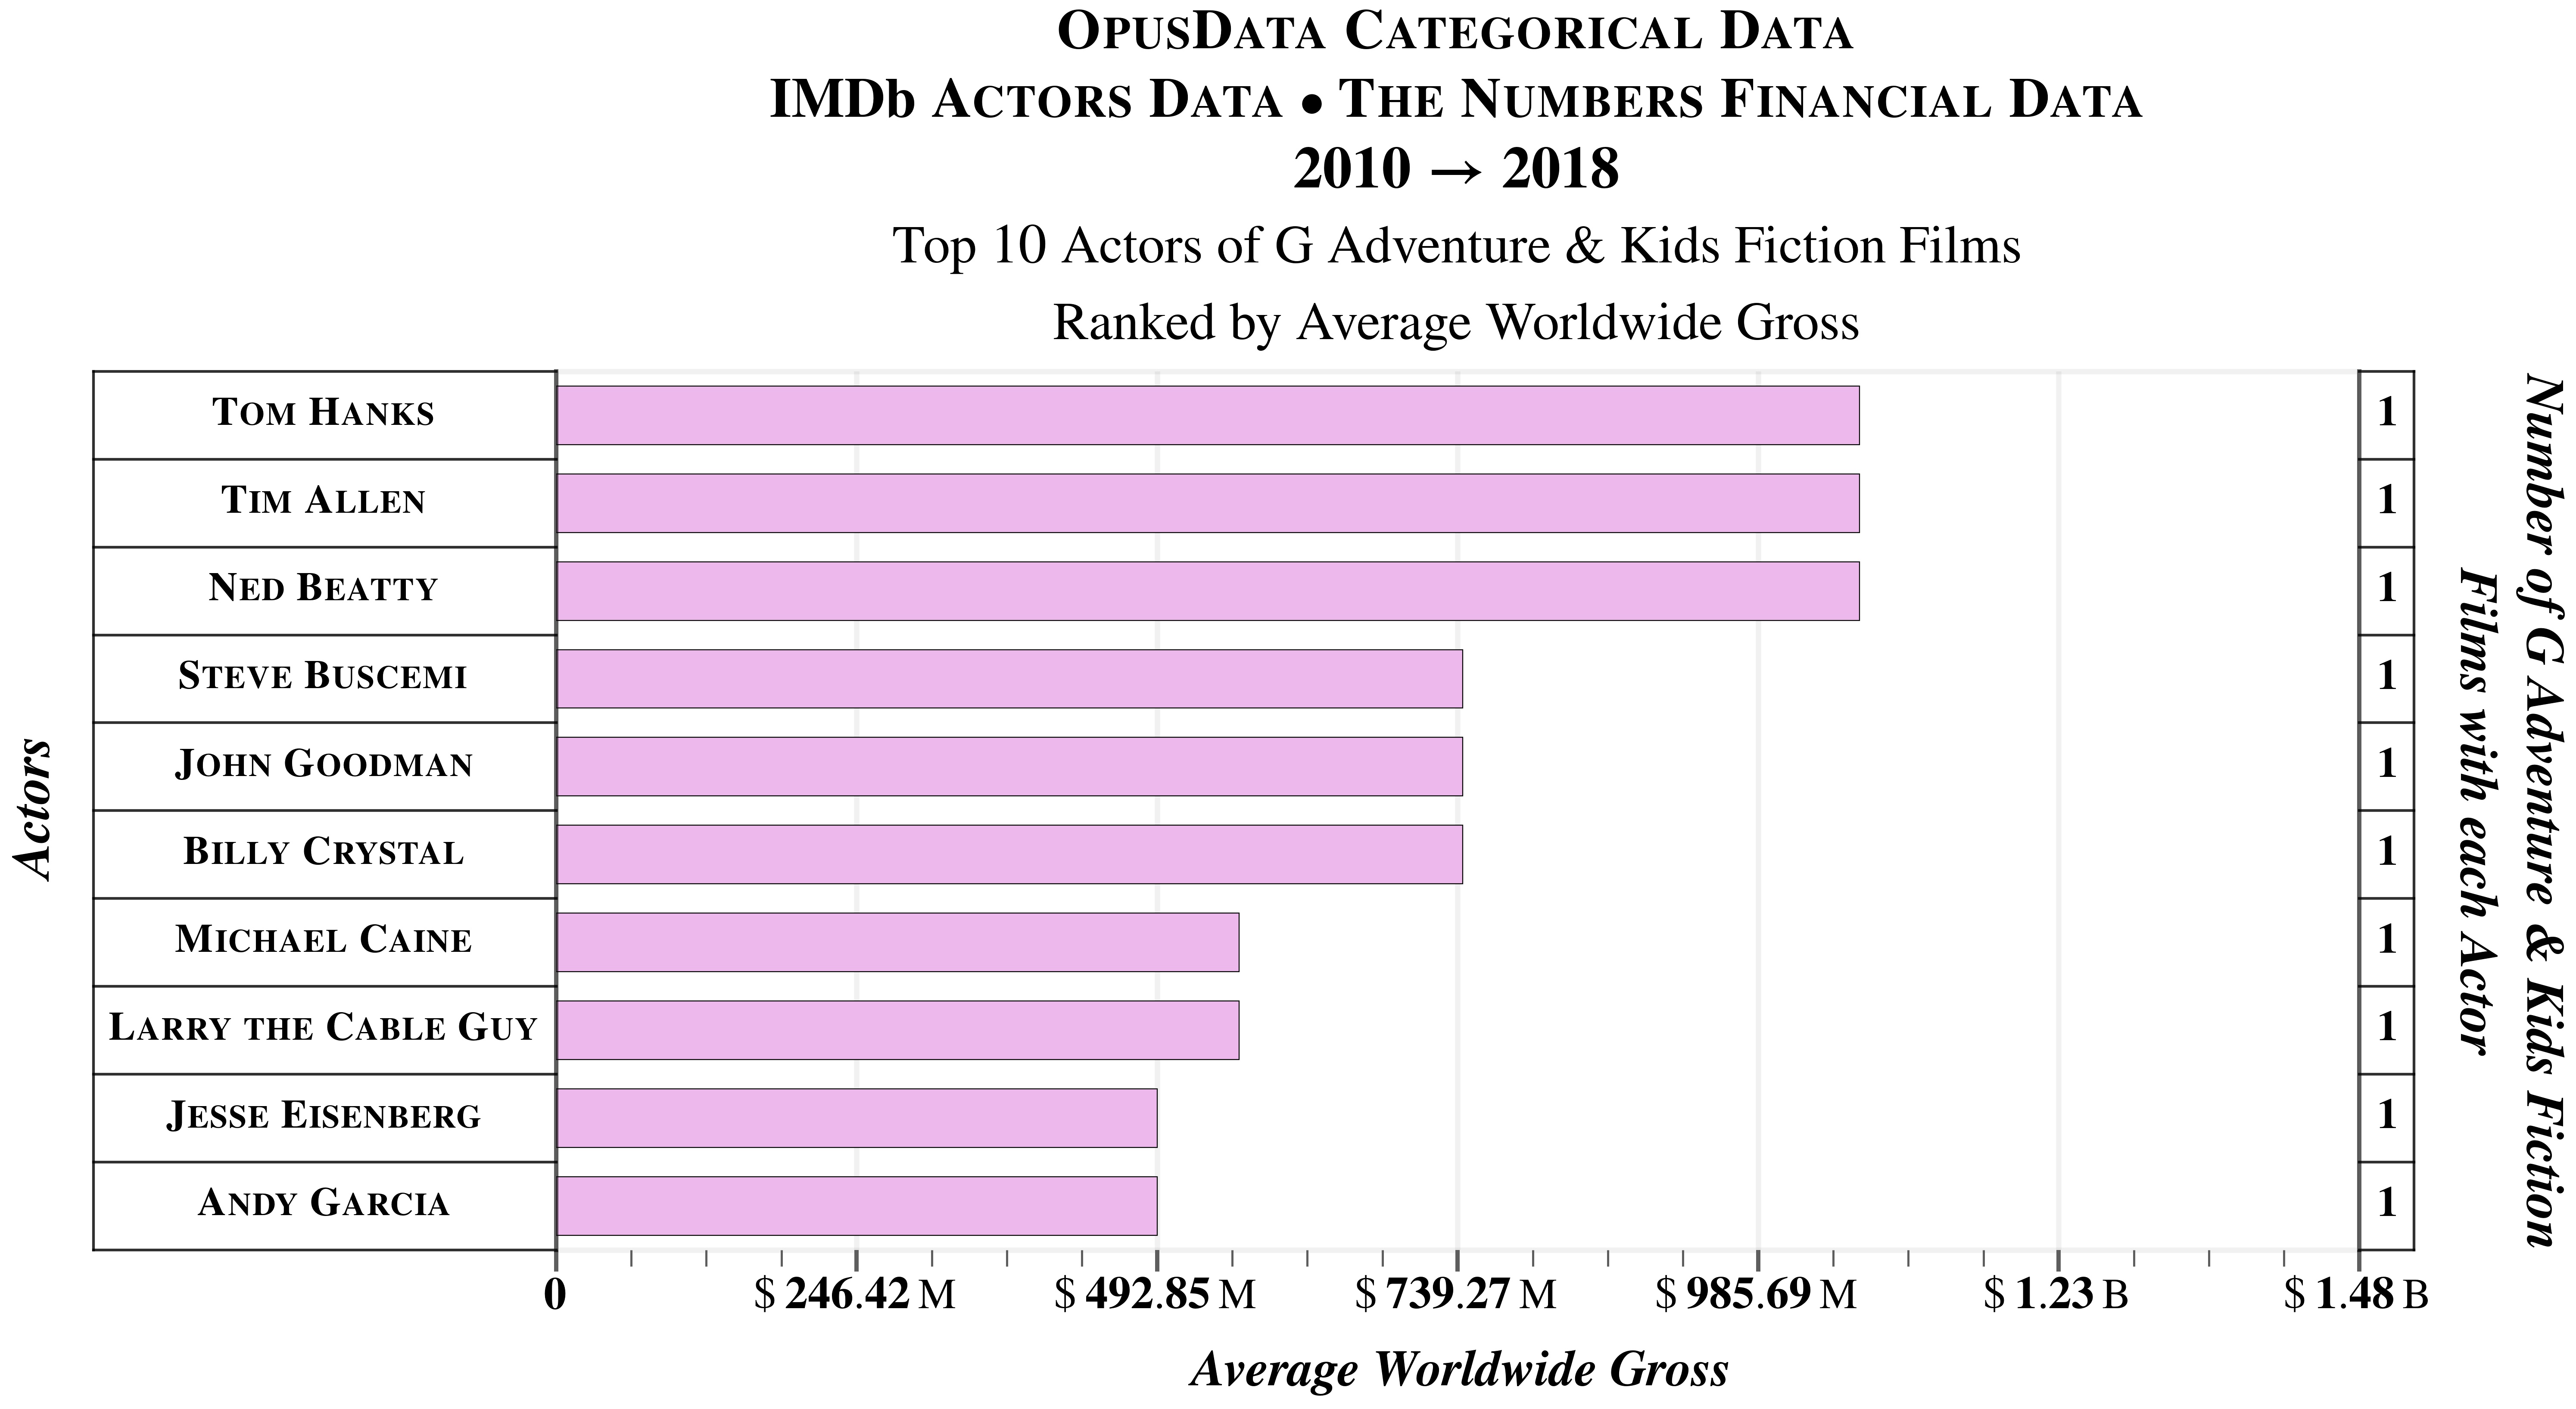 OpusData Categorical Data
IMDb Actors Data • The Numbers Financial Data
2010 → 2018
Top 10 Actors of G Adventure & Kids Fiction Films
Ranked by Average Worldwide Gross
Actors
Tom Hanks 1
Tim Allen 1
Ned Beatty 1
Steve Buscemi 1
John Goodman 1
Billy Crystal 1
Michael Caine 1
Larry the Cable Guy 1
Jesse Eisenberg 1
Andy Garcia 1
Number of G Adventure & Kids Fiction
Films with each Actor
0 $ 246.42 M $ 492.85 M $ 739.27 M $ 985.69 M $ 1.23 B $ 1.48 B
Average Worldwide Gross